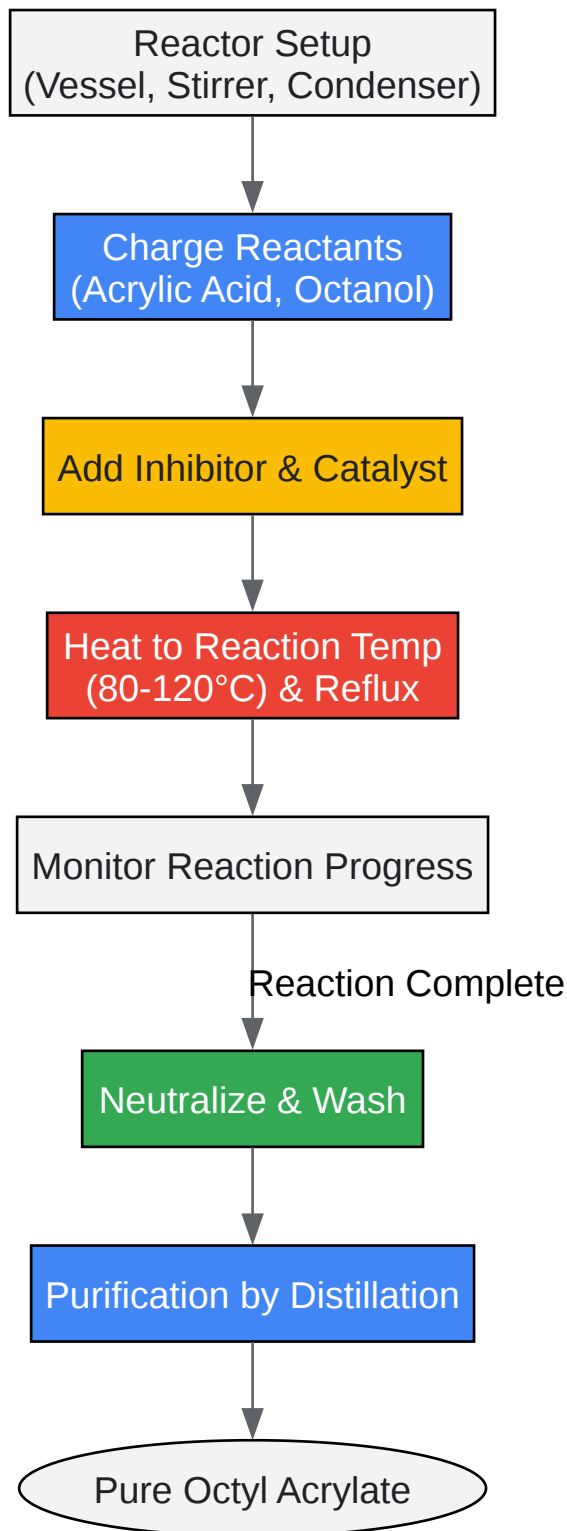 Reactor Setup
(Vessel, Stirrer, Condenser)
Charge Reactants
(Acrylic Acid, Octanol)
Add Inhibitor & Catalyst
Heat to Reaction Temp
(80-120°C) & Reflux
Monitor Reaction Progress
Reaction Complete
Neutralize & Wash
Purification by Distillation
Pure Octyl Acrylate